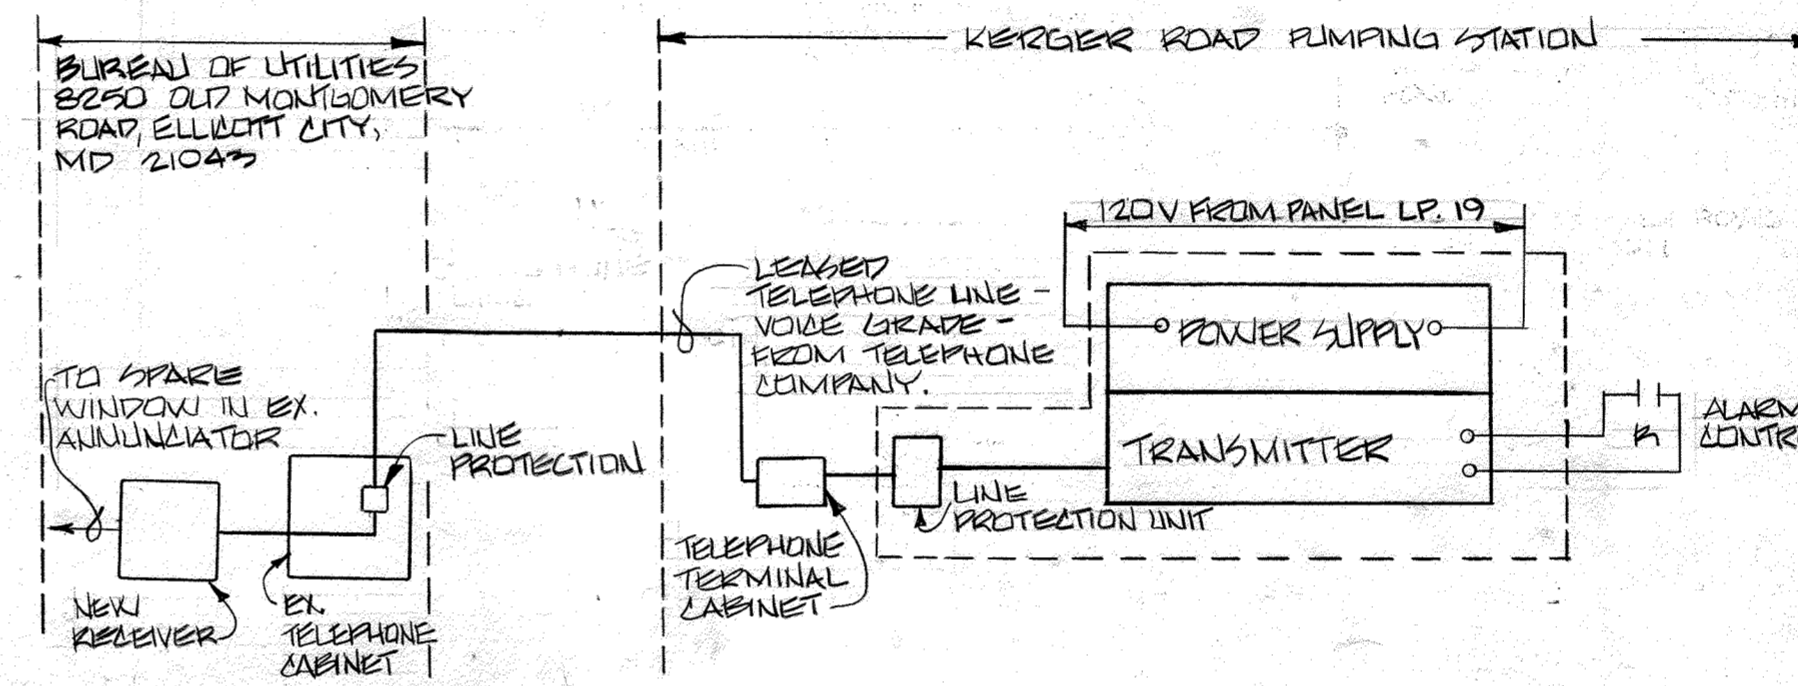 BUREAU OF UTILITIES
8250 OLD MONTGOMERY
ROAD, ELLICOTT CITY,
MD 21043
KERGER ROAD PUMPING STATION
120V FROM PANEL LP. 19
LEASED
TELEPHONE LINE -
VOICE GRADE -
FROM TELEPHONE
COMPANY.
POWER SUPPLY
TO SPARE
WINDOW IN EX.
ANNUNCIATOR
LINE
PROTECTION
TRANSMITTER
R
ALARM
CONTR
LINE
PROTECTION UNIT
TELEPHONE
TERMINAL
CABINET
NEW
RECEIVER
EX.
TELEPHONE
CABINET